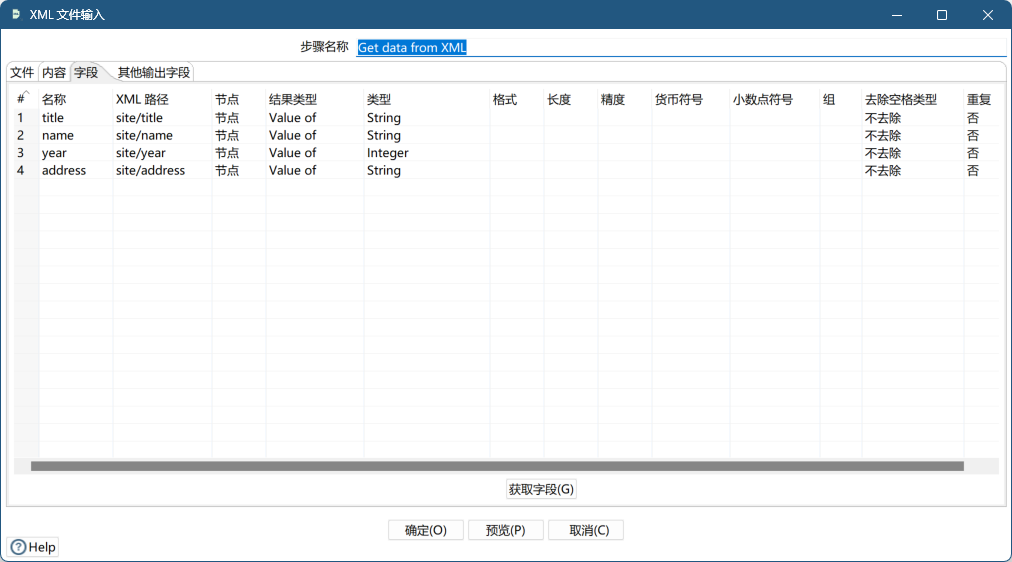 XML 文件输入
步骤名称 Get data from XML
文件 内容 字段 其他输出字段
# 名称 XML 路径 节点 结果类型 类型 格式 长度 精度 货币符号 小数点符号 组 去除空格类型 重复
1 title site/title 节点 Value of String 不去除 否
2 name site/name 节点 Value of String 不去除 否
3 year site/year 节点 Value of Integer 不去除 否
4 address site/address 节点 Value of String 不去除 否
获取字段(G)
确定(O) 预览(P) 取消(C)
Help